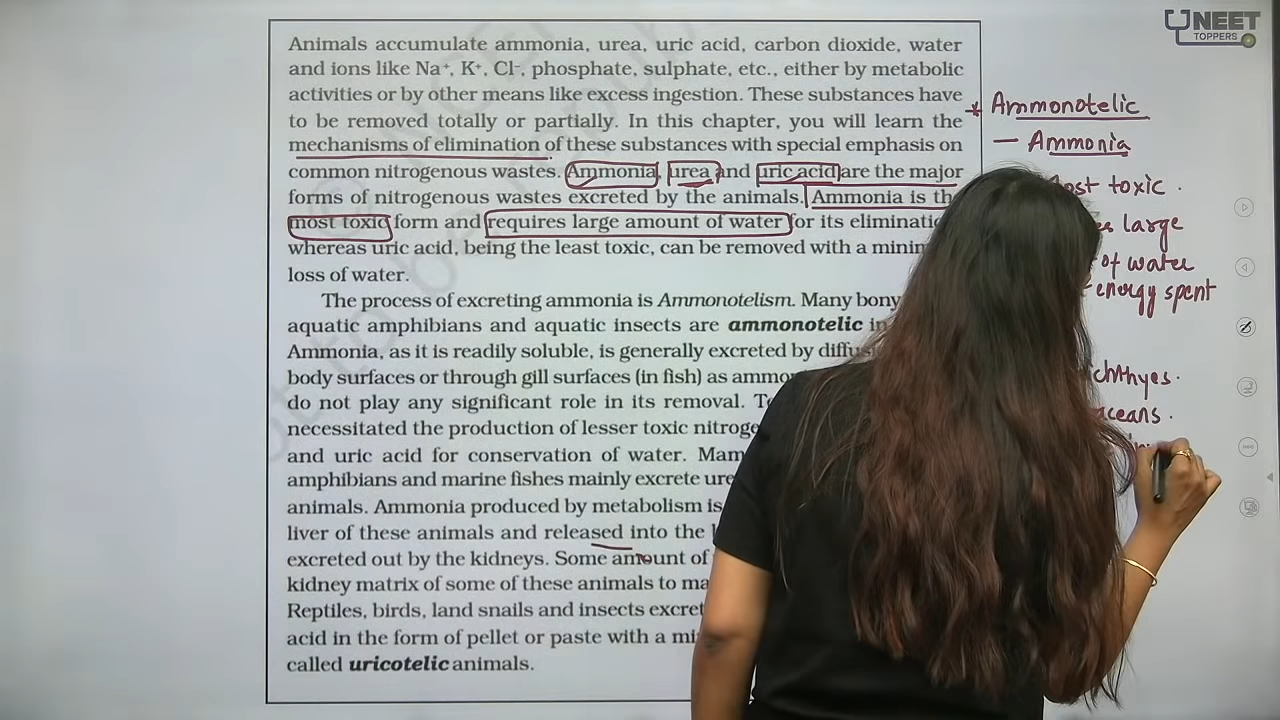 NEET
TOPPERS
Animals accumulate ammonia, urea, uric acid, carbon dioxide, water
and ions like Na⁺, K⁺, Cl⁻, phosphate, sulphate, etc., either by metabolic
activities or by other means like excess ingestion. These substances have
to be removed totally or partially. In this chapter, you will learn the
mechanisms of elimination of these substances with special emphasis on
common nitrogenous wastes. Ammonia, urea and uric acid are the major
forms of nitrogenous wastes excreted by the animals. Ammonia is th
most toxic form and requires large amount of water for its eliminatio
whereas uric acid, being the least toxic, can be removed with a minim
loss of water.
The process of excreting ammonia is Ammonotelism. Many bony
aquatic amphibians and aquatic insects are ammonotelic in
Ammonia, as it is readily soluble, is generally excreted by diffus
body surfaces or through gill surfaces (in fish) as ammo
do not play any significant role in its removal. Te
necessitated the production of lesser toxic nitroge
and uric acid for conservation of water. Mam
amphibians and marine fishes mainly excrete ure
animals. Ammonia produced by metabolism is
liver of these animals and released into the
excreted out by the kidneys. Some amount of
kidney matrix of some of these animals to ma
Reptiles, birds, land snails and insects excret
acid in the form of pellet or paste with a mi
called uricotelic animals.
* Ammonotelic
— Ammonia
ost toxic .
large
of water
energy spent
chthyes.
aceans .